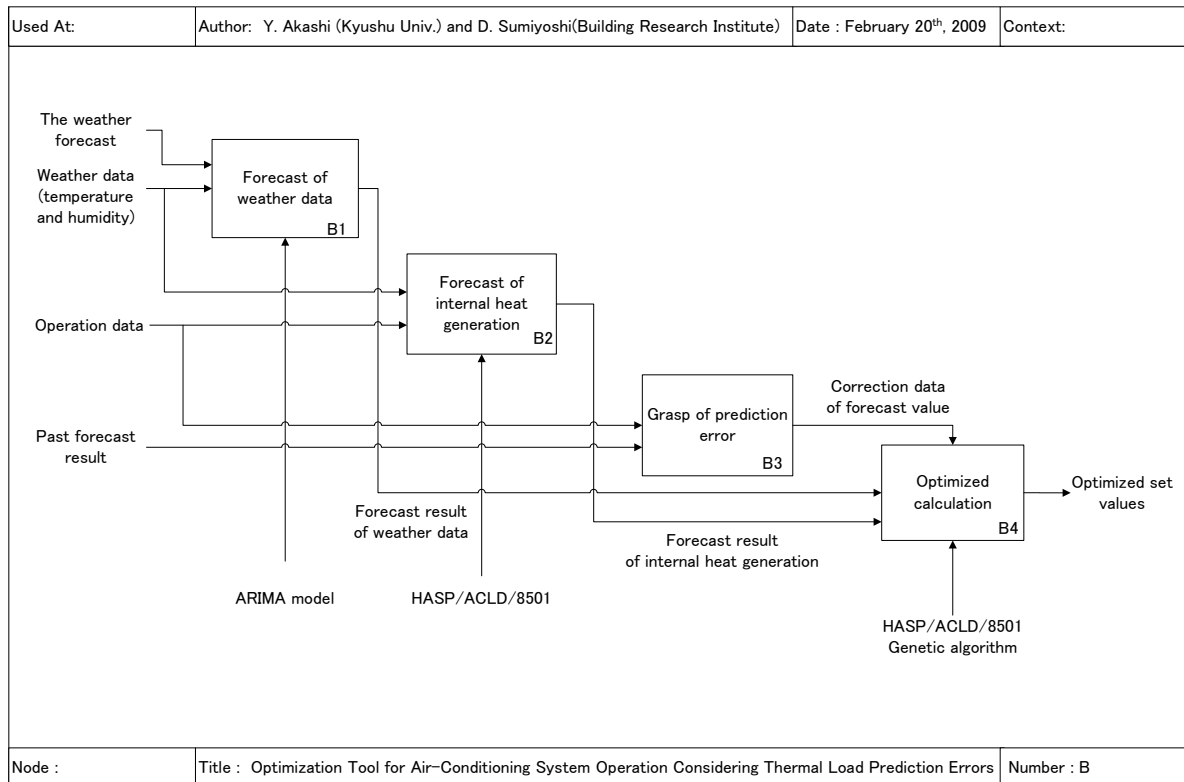 Used At:
Author: Y. Akashi (Kyushu Univ.) and D. Sumiyoshi(Building Research Institute)
Date : February 20th, 2009
Context:
The weather
forecast
Weather data
(temperature
and humidity)
Forecast of
weather data
B1
Forecast of
internal heat
generation
B2
Operation data
Correction data
of forecast value
Grasp of prediction
error
B3
Past forecast
result
Optimized
calculation
B4
Optimized set
values
Forecast result
of weather data
Forecast result
of internal heat generation
ARIMA model
HASP/ACLD/8501
HASP/ACLD/8501
Genetic algorithm
Node :
Title : Optimization Tool for Air-Conditioning System Operation Considering Thermal Load Prediction Errors
Number : B